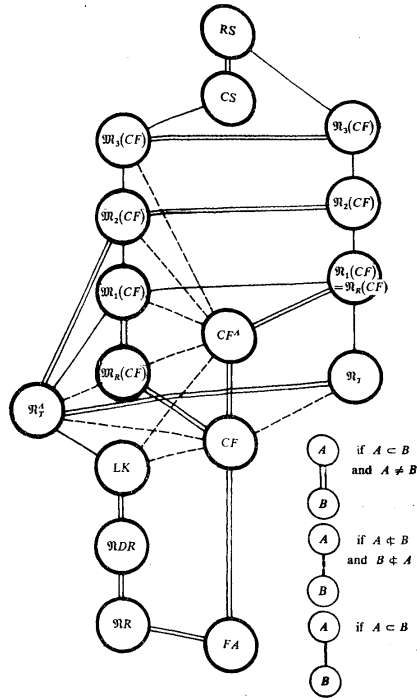 RS
CS
𝔐₃(CF)
𝔑₃(CF)
𝔐₂(CF)
𝔑₂(CF)
𝔐₁(CF)
𝔑₁(CF)
=𝔑_R(CF)
CF^Λ
𝔐_R(CF)
𝔑_T
𝔑_T^Λ
CF
LK
𝔑DR
𝔑R
FA
A
if A ⊂ B
and A ≠ B
B
A
if A ⊄ B
and B ⊄ A
B
A
if A ⊂ B
B